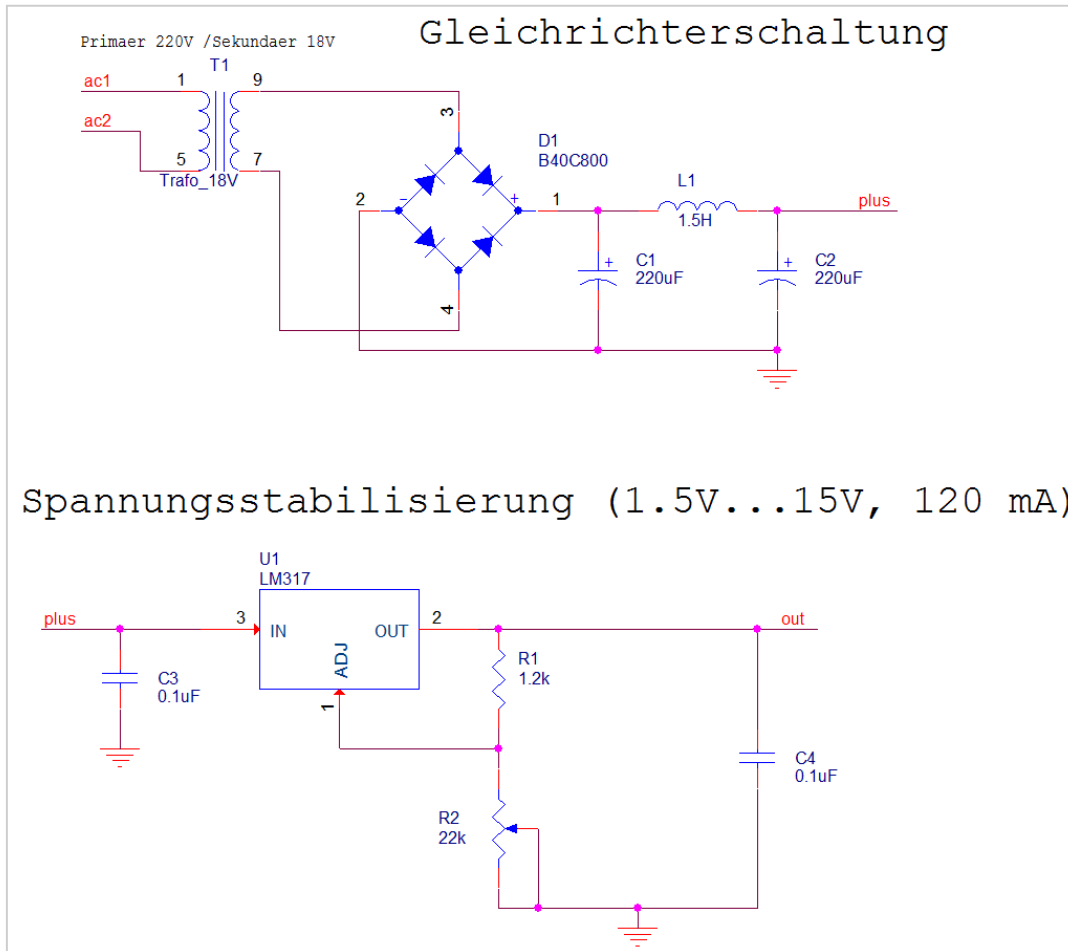 Gleichrichterschaltung
Primaer 220V /Sekundaer 18V
T1
ac1
1
9
ac2
5
7
Trafo_18V
3
D1
B40C800
2
-
+
1
4
L1
1.5H
plus
+
C1
220uF
+
C2
220uF
Spannungsstabilisierung (1.5V...15V, 120 mA)
U1
LM317
plus
3
IN
OUT
2
out
ADJ
1
C3
0.1uF
R1
1.2k
R2
22k
C4
0.1uF